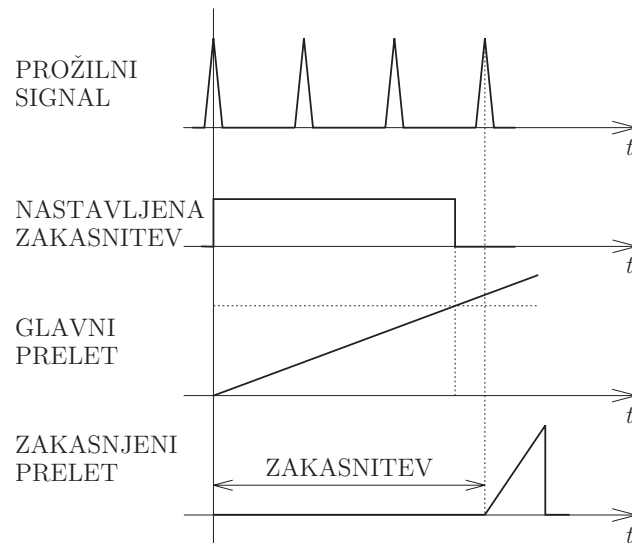 PROŽILNI
SIGNAL
t
NASTAVLJENA
ZAKASNITEV
t
GLAVNI
PRELET
t
ZAKASNJENI
PRELET
ZAKASNITEV
t